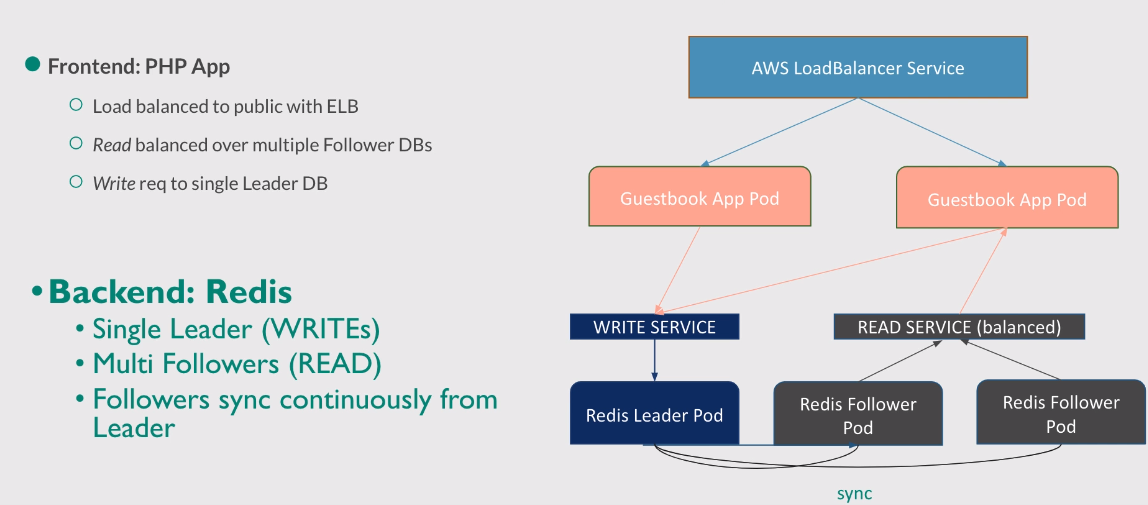 Frontend: PHP App
Load balanced to public with ELB
Read balanced over multiple Follower DBs
Write req to single Leader DB
Backend: Redis
Single Leader (WRITEs)
Multi Followers (READ)
Followers sync continuously from
Leader
AWS LoadBalancer Service
Guestbook App Pod
Guestbook App Pod
WRITE SERVICE
READ SERVICE (balanced)
Redis Leader Pod
Redis Follower
Pod
Redis Follower
Pod
sync